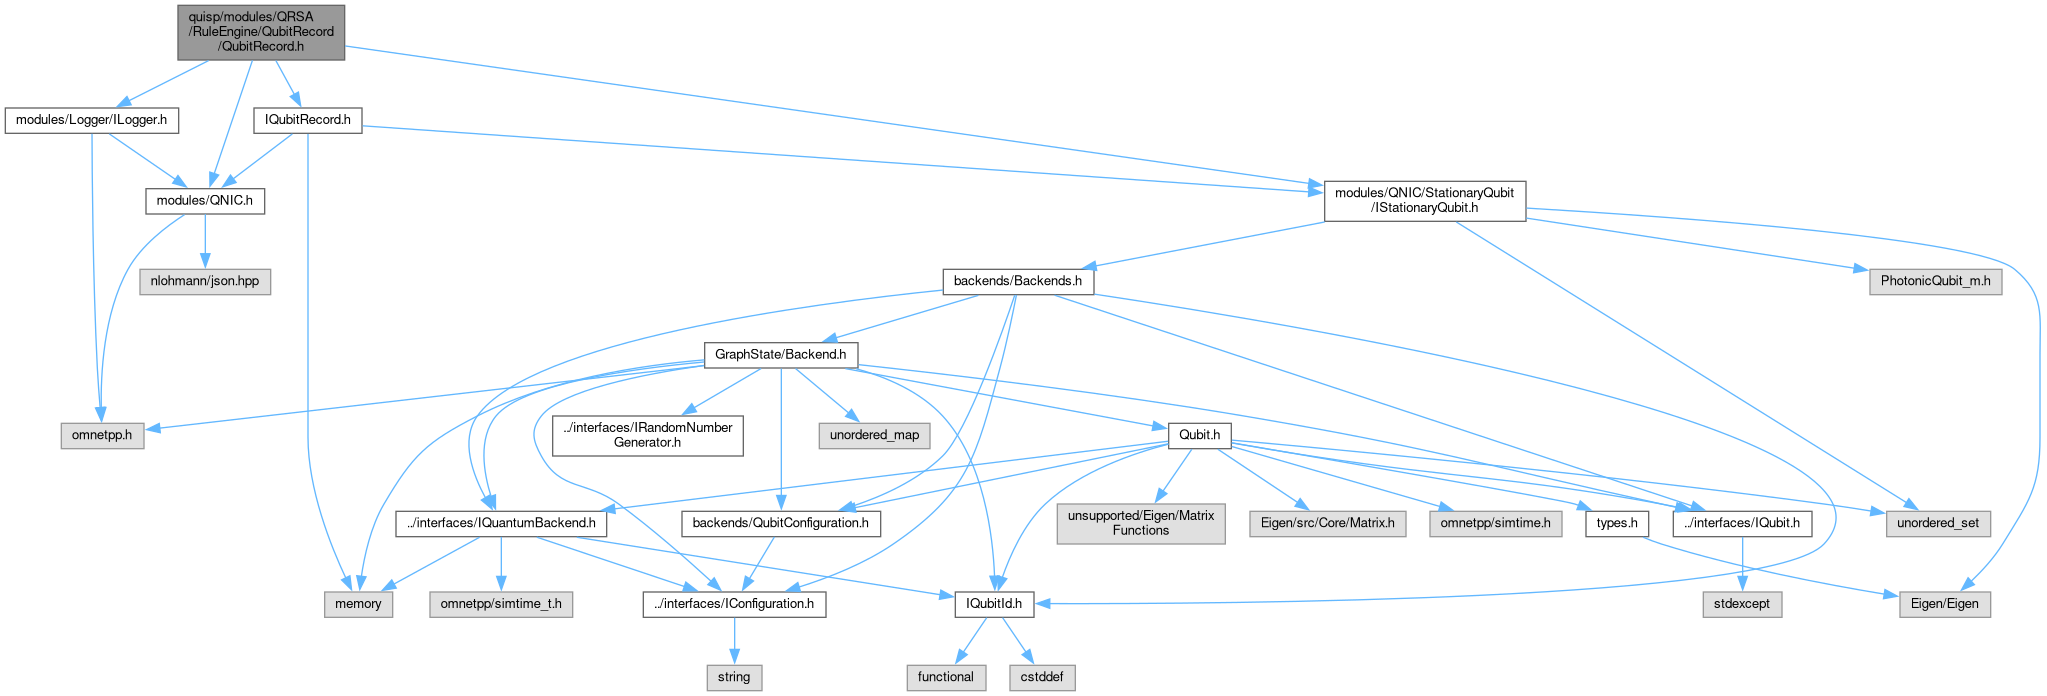 quisp/modules/QRSA
/RuleEngine/QubitRecord
/QubitRecord.h
modules/Logger/ILogger.h
IQubitRecord.h
modules/QNIC.h
modules/QNIC/StationaryQubit
/IStationaryQubit.h
nlohmann/json.hpp
backends/Backends.h
PhotonicQubit_m.h
GraphState/Backend.h
omnetpp.h
../interfaces/IRandomNumber
Generator.h
unordered_map
Qubit.h
../interfaces/IQuantumBackend.h
backends/QubitConfiguration.h
unsupported/Eigen/Matrix
Functions
Eigen/src/Core/Matrix.h
omnetpp/simtime.h
types.h
../interfaces/IQubit.h
unordered_set
memory
omnetpp/simtime_t.h
../interfaces/IConfiguration.h
IQubitId.h
stdexcept
Eigen/Eigen
string
functional
cstddef